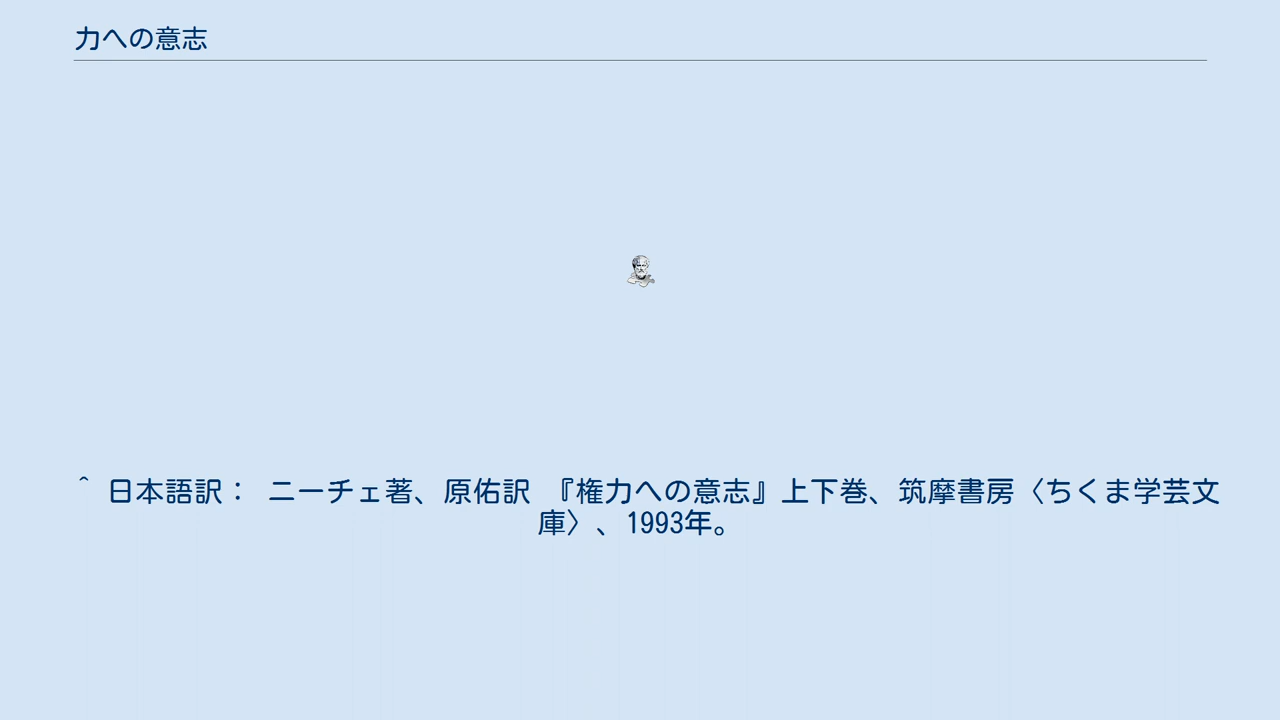 力への意志
^ 日本語訳： ニーチェ著、原佑訳 『権力への意志』上下巻、筑摩書房〈ちくま学芸文
庫〉、1993年。